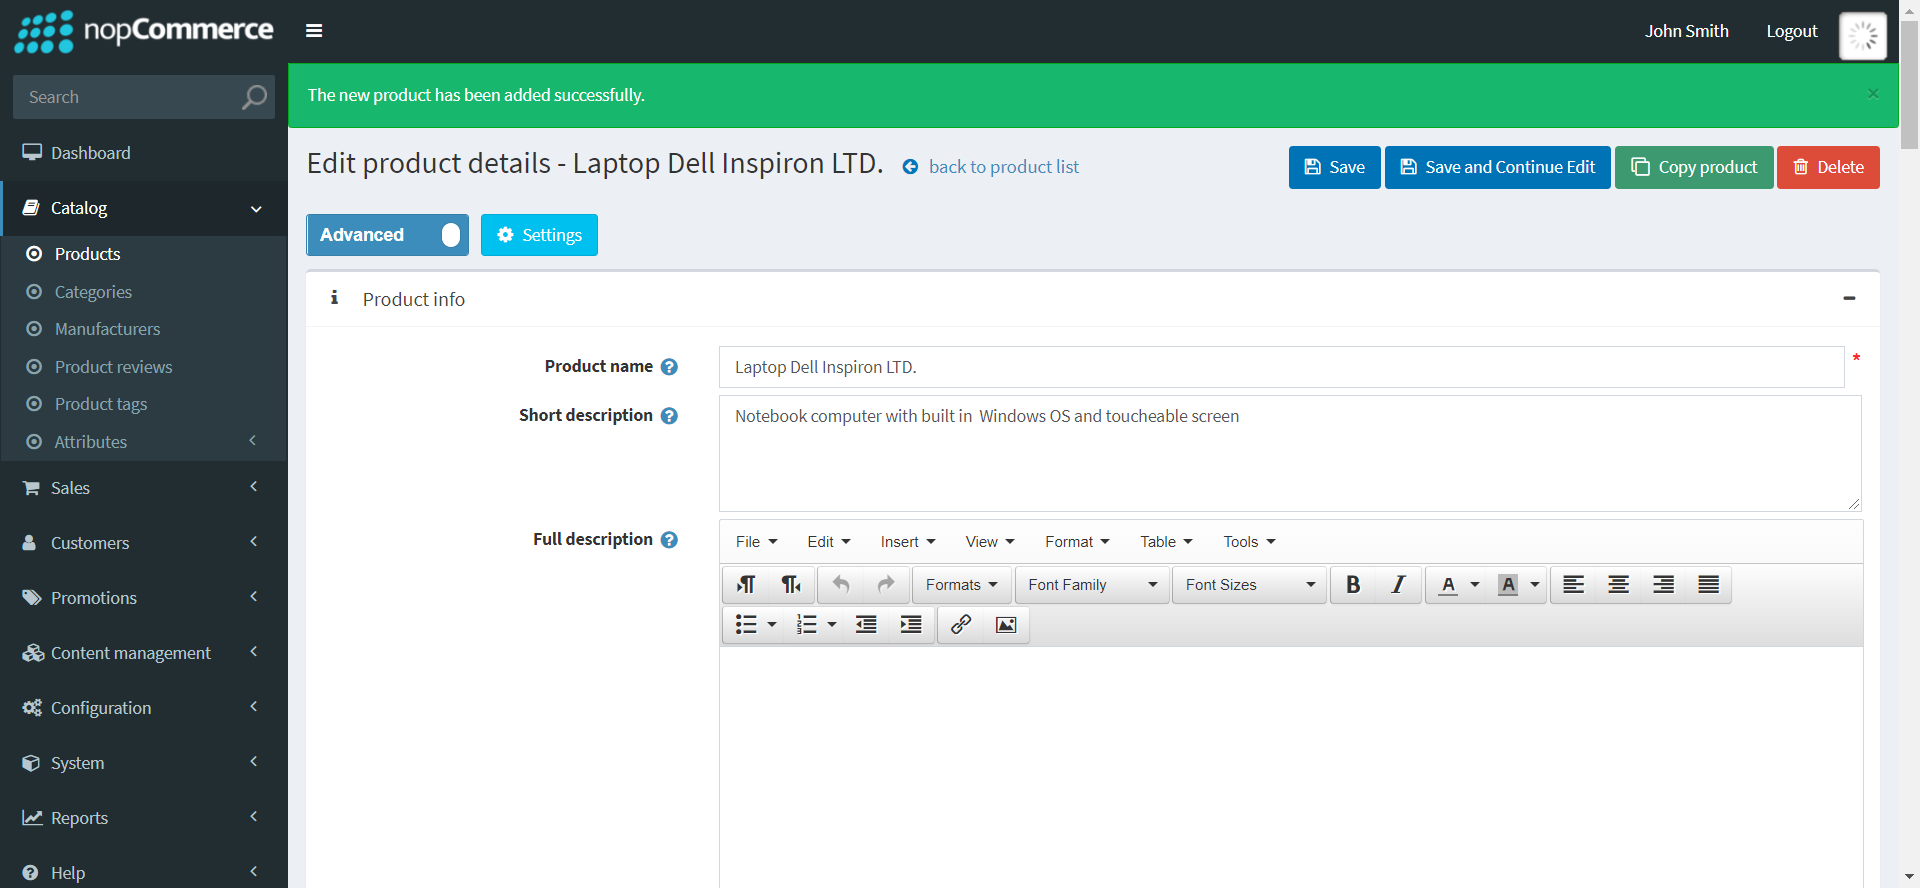 nopCommerce
John Smith
Logout
Search
The new product has been added successfully.
×
Dashboard
Edit product details - Laptop Dell Inspiron LTD.
back to product list
Save
Save and Continue Edit
Copy product
Delete
Catalog
Advanced
Settings
Products
Categories
Product info
Manufacturers
Product name
Laptop Dell Inspiron LTD.
*
Product reviews
Short description
Notebook computer with built in  Windows OS and toucheable screen
Product tags
Attributes
Sales
Customers
Full description
File
Edit
Insert
View
Format
Table
Tools
Formats
Font Family
Font Sizes
B
I
A
A
Promotions
Content management
Configuration
System
Reports
Help